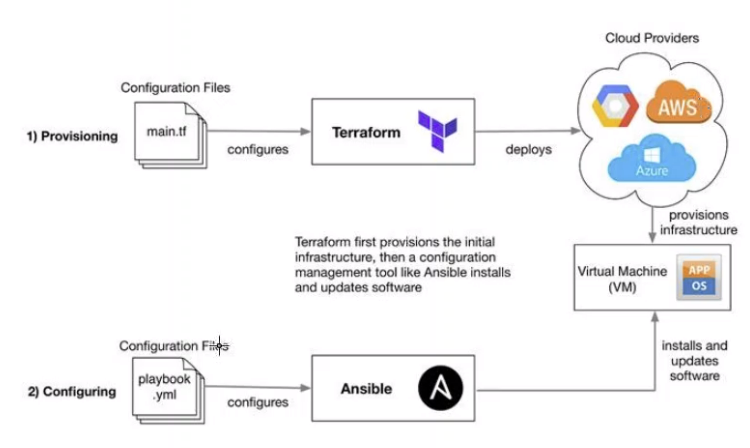 Cloud Providers
Configuration Files
1) Provisioning
main.tf
configures
Terraform
deploys
AWS
Azure
provisions
infrastructure
Terraform first provisions the initial
infrastructure, then a configuration
management tool like Ansible installs
and updates software
Virtual Machine
(VM)
APP
OS
Configuration Files
2) Configuring
playbook
.yml
configures
Ansible
A
installs and
updates
software